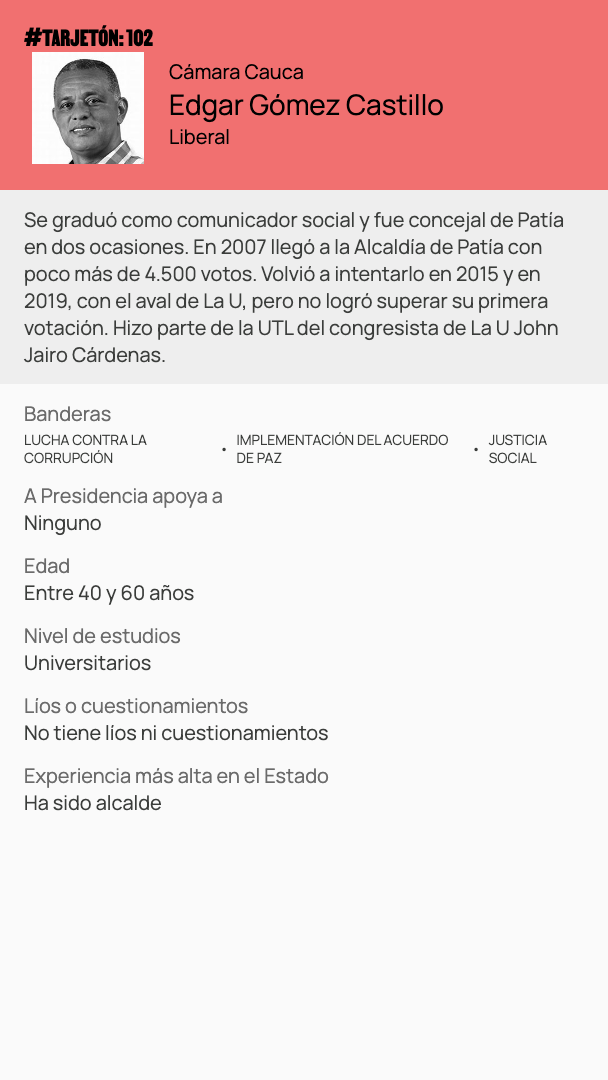 #TARJETÓN: 102
Cámara Cauca
Edgar Gómez Castillo
Liberal
Se graduó como comunicador social y fue concejal de Patía
en dos ocasiones. En 2007 llegó a la Alcaldía de Patía con
poco más de 4.500 votos. Volvió a intentarlo en 2015 y en
2019, con el aval de La U, pero no logró superar su primera
votación. Hizo parte de la UTL del congresista de La U John
Jairo Cárdenas.
Banderas
LUCHA CONTRA LA
CORRUPCIÓN
• IMPLEMENTACIÓN DEL ACUERDO
DE PAZ
• JUSTICIA
SOCIAL
A Presidencia apoya a
Ninguno
Edad
Entre 40 y 60 años
Nivel de estudios
Universitarios
Líos o cuestionamientos
No tiene líos ni cuestionamientos
Experiencia más alta en el Estado
Ha sido alcalde